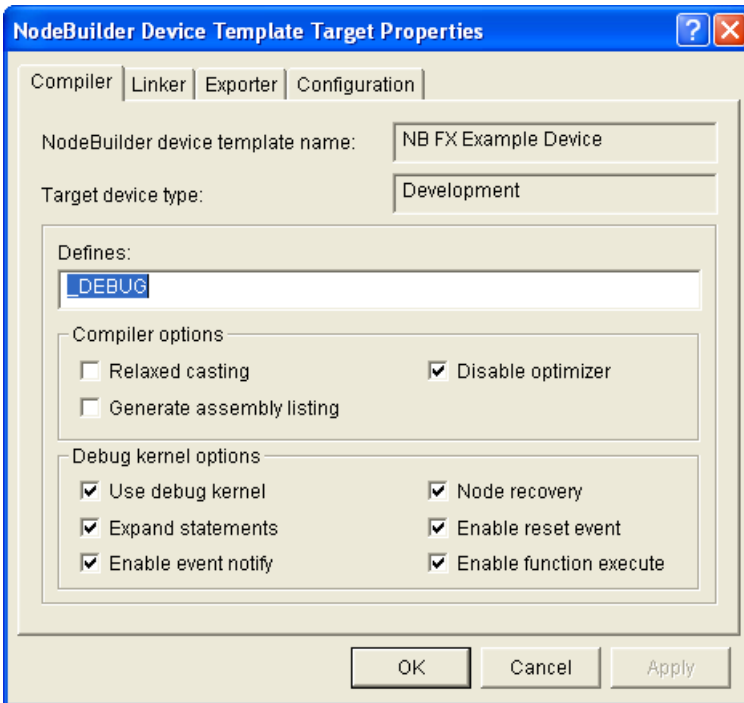 NodeBuilder Device Template Target Properties
Compiler Linker Exporter Configuration
NodeBuilder device template name: NB FX Example Device
Target device type: Development
Defines:
_DEBUG
Compiler options
Relaxed casting Disable optimizer
Generate assembly listing
Debug kernel options
Use debug kernel Node recovery
Expand statements Enable reset event
Enable event notify Enable function execute
OK Cancel Apply